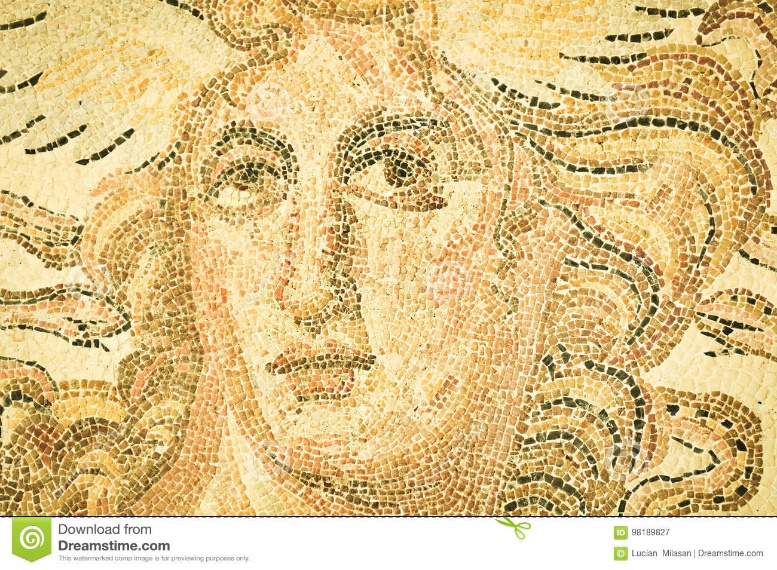 Download from
Dreamstime.com
This watermarked comp image is for previewing purposes only.
ID 98189827
© Lucian Milasan | Dreamstime.com